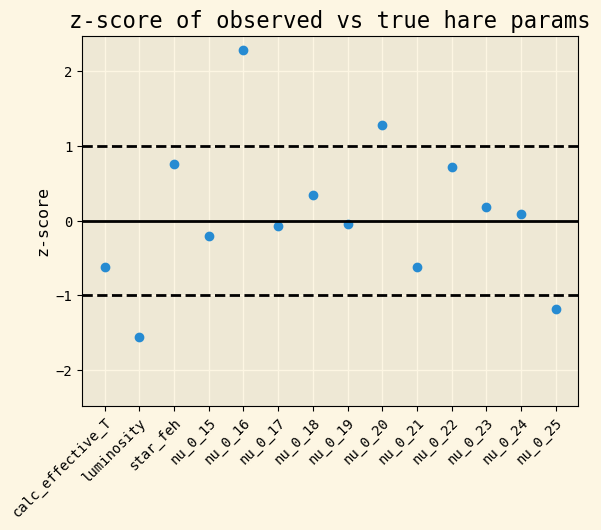 z-score of observed vs true hare params
z-score
2
1
0
−1
−2
calc_effective_T
luminosity
star_feh
nu_0_15
nu_0_16
nu_0_17
nu_0_18
nu_0_19
nu_0_20
nu_0_21
nu_0_22
nu_0_23
nu_0_24
nu_0_25